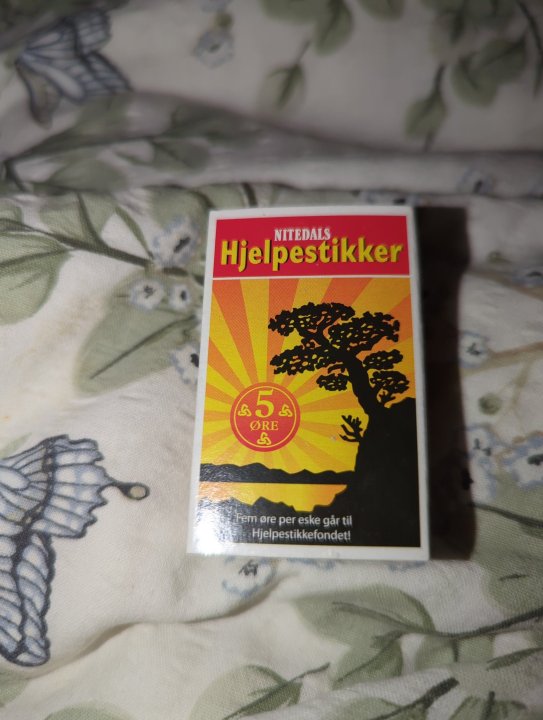 NITEDALS
Hjelpestikker
5
ØRE
Fem øre per eske går til
Hjelpestikkefondet!